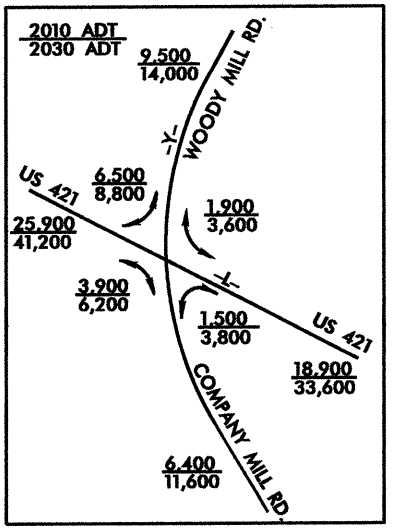 2010 ADT
2030 ADT
9,500
14,000
WOODY MILL RD.
-Y-
US 421
6,500
8,800
25,900
41,200
1,900
3,600
3,900
6,200
-L-
1,500
3,800
US 421
18,900
33,600
COMPANY MILL RD.
6,400
11,600